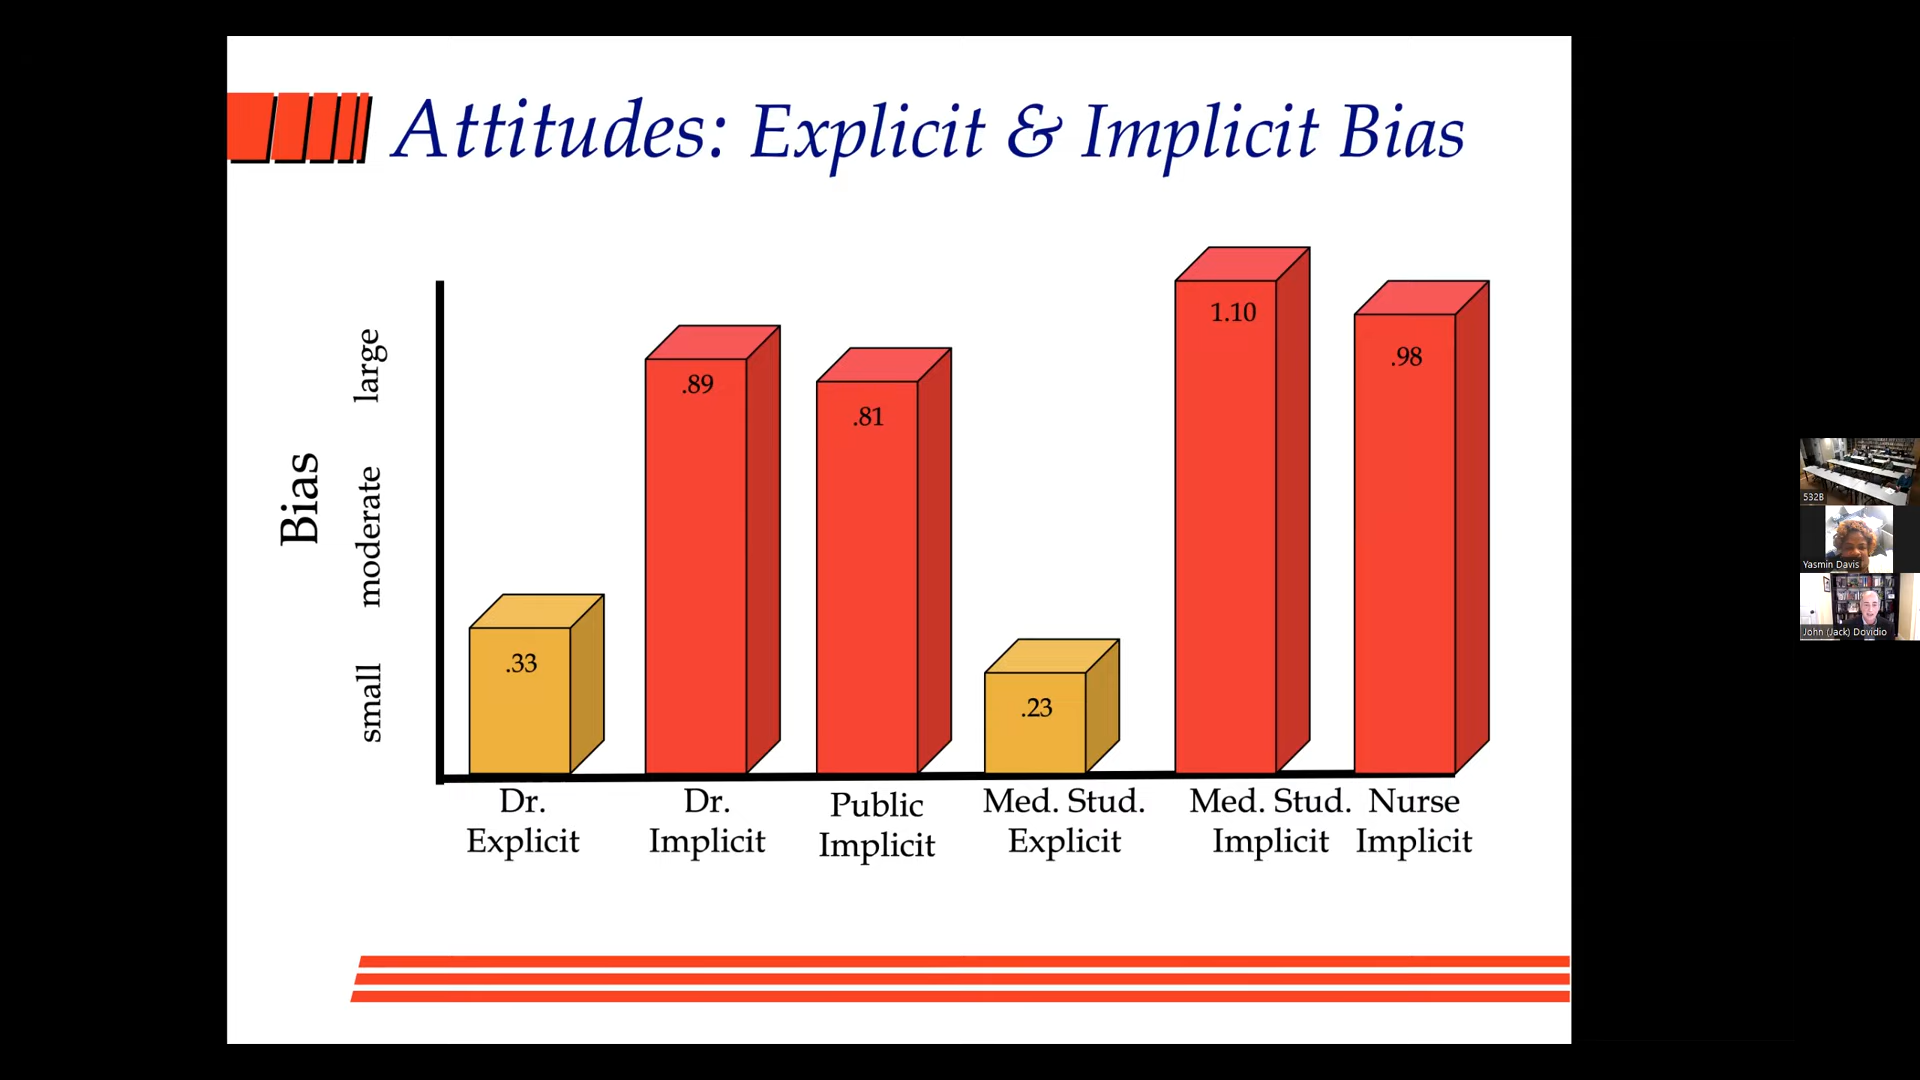 Attitudes: Explicit & Implicit Bias
Bias
large
moderate
small
.33
.89
.81
.23
1.10
.98
Dr.
Explicit
Dr.
Implicit
Public
Implicit
Med. Stud.
Explicit
Med. Stud.
Implicit
Nurse
Implicit
532B
Yasmin Davis
John (Jack) Dovidio